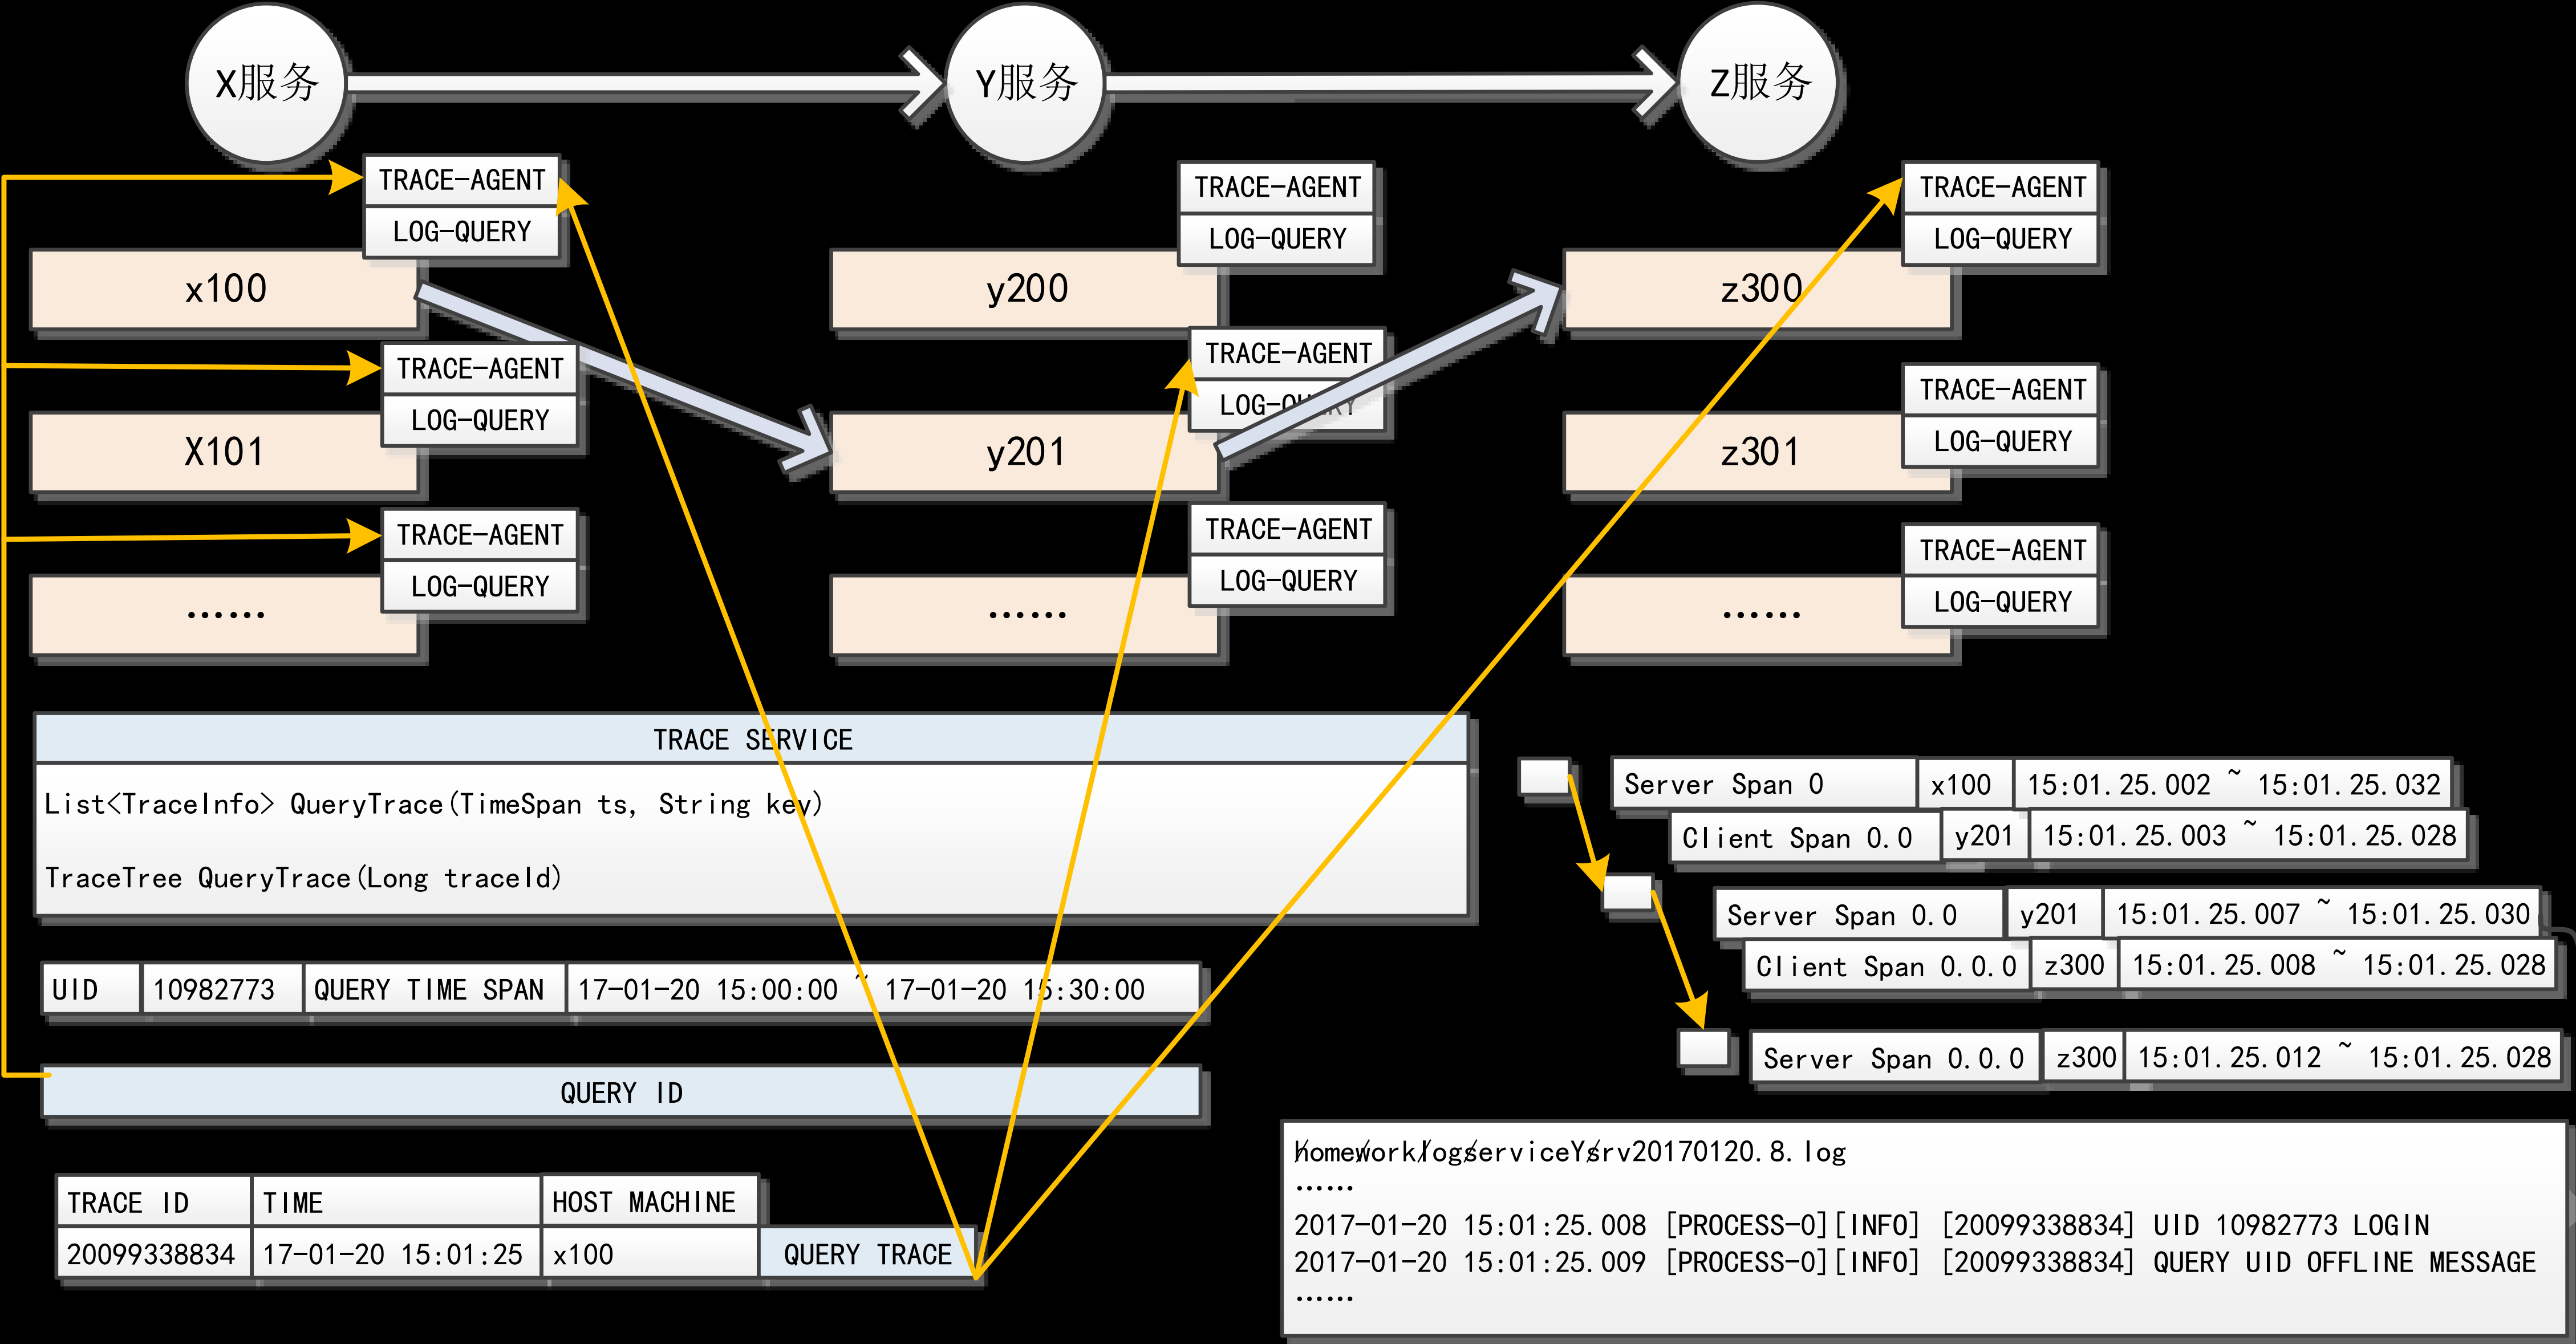 X服务
Y服务
Z服务
TRACE-AGENT
LOG-QUERY
x100
TRACE-AGENT
LOG-QUERY
X101
TRACE-AGENT
LOG-QUERY
……
TRACE-AGENT
LOG-QUERY
y200
TRACE-AGENT
LOG-QUERY
y201
TRACE-AGENT
LOG-QUERY
……
TRACE-AGENT
LOG-QUERY
z300
TRACE-AGENT
LOG-QUERY
z301
TRACE-AGENT
LOG-QUERY
……
TRACE SERVICE
List<TraceInfo> QueryTrace(TimeSpan ts, String key)
TraceTree QueryTrace(Long traceId)
UID 10982773 QUERY TIME SPAN 17-01-20 15:00:00 ~ 17-01-20 15:30:00
QUERY ID
TRACE ID TIME HOST MACHINE
20099338834 17-01-20 15:01:25 x100 QUERY TRACE
Server Span 0 x100 15:01.25.002 ~ 15:01.25.032
Client Span 0.0 y201 15:01.25.003 ~ 15:01.25.028
Server Span 0.0 y201 15:01.25.007 ~ 15:01.25.030
Client Span 0.0.0 z300 15:01.25.008 ~ 15:01.25.028
Server Span 0.0.0 z300 15:01.25.012 ~ 15:01.25.028
/home/work/log/serviceY/srv20170120.8.log
……
2017-01-20 15:01:25.008 [PROCESS-0][INFO] [20099338834] UID 10982773 LOGIN
2017-01-20 15:01:25.009 [PROCESS-0][INFO] [20099338834] QUERY UID OFFLINE MESSAGE
……